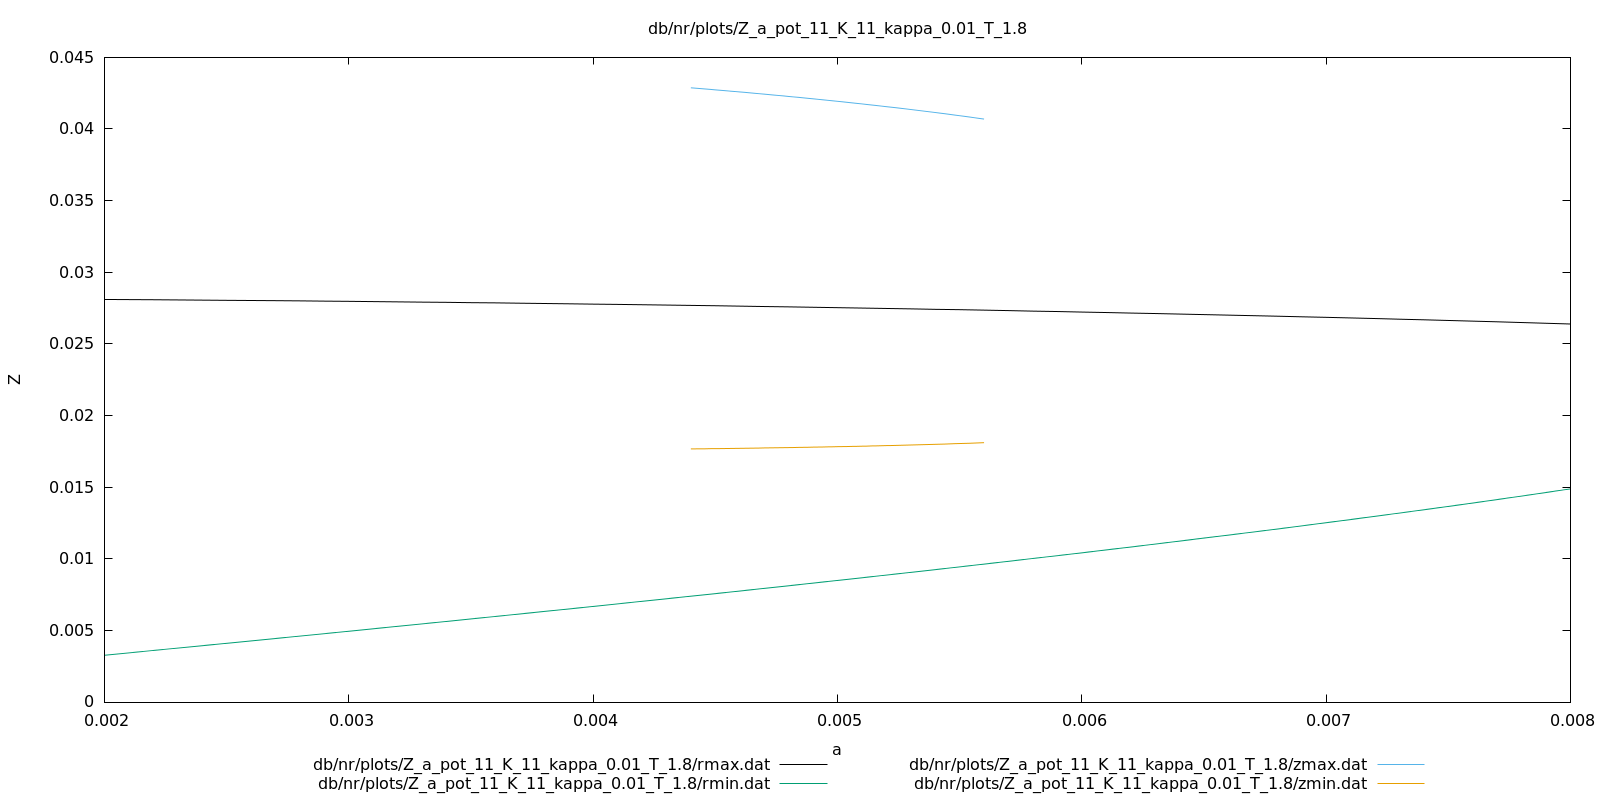 db/nr/plots/Z_a_pot_11_K_11_kappa_0.01_T_1.8
0.045
0.04
0.035
0.03
0.025
0.02
0.015
0.01
0.005
0
Z
0.002 0.003 0.004 0.005 0.006 0.007 0.008
a
db/nr/plots/Z_a_pot_11_K_11_kappa_0.01_T_1.8/rmax.dat db/nr/plots/Z_a_pot_11_K_11_kappa_0.01_T_1.8/zmax.dat
db/nr/plots/Z_a_pot_11_K_11_kappa_0.01_T_1.8/rmin.dat db/nr/plots/Z_a_pot_11_K_11_kappa_0.01_T_1.8/zmin.dat